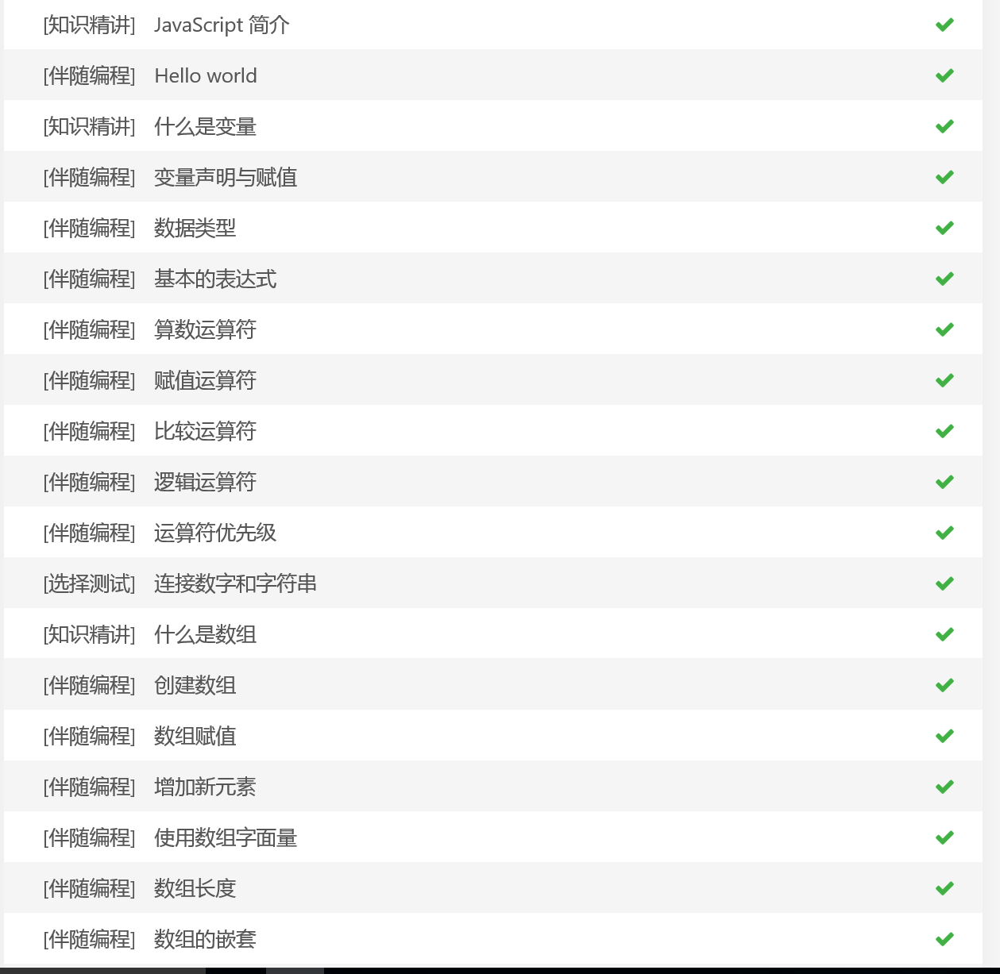 [知识精讲] JavaScript 简介
[伴随编程] Hello world
[知识精讲] 什么是变量
[伴随编程] 变量声明与赋值
[伴随编程] 数据类型
[伴随编程] 基本的表达式
[伴随编程] 算数运算符
[伴随编程] 赋值运算符
[伴随编程] 比较运算符
[伴随编程] 逻辑运算符
[伴随编程] 运算符优先级
[选择测试] 连接数字和字符串
[知识精讲] 什么是数组
[伴随编程] 创建数组
[伴随编程] 数组赋值
[伴随编程] 增加新元素
[伴随编程] 使用数组字面量
[伴随编程] 数组长度
[伴随编程] 数组的嵌套